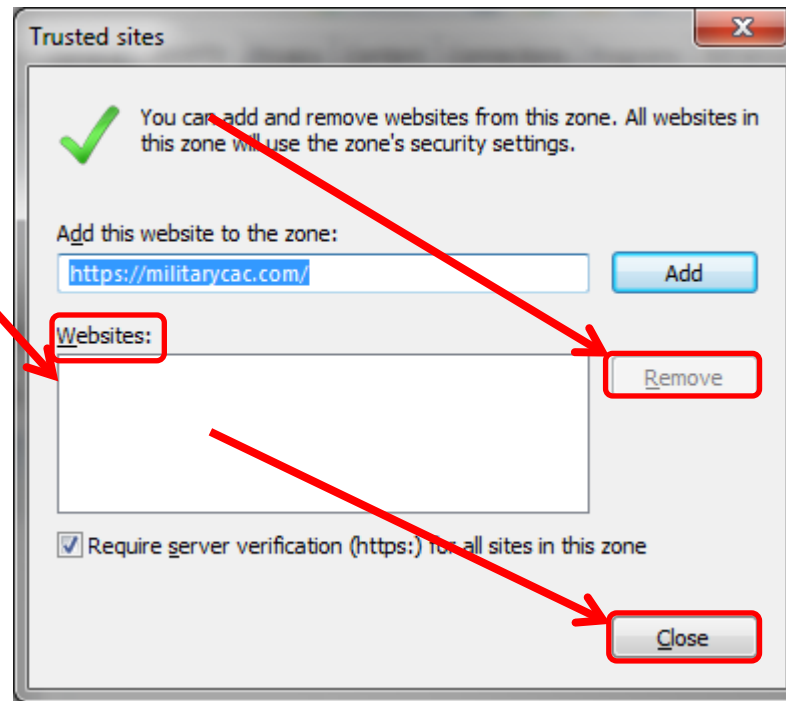 Trusted sites
You can add and remove websites from this zone. All websites in
this zone will use the zone's security settings.
Add this website to the zone:
https://militarycac.com/
Add
Websites:
Remove
Require server verification (https:) for all sites in this zone
Close